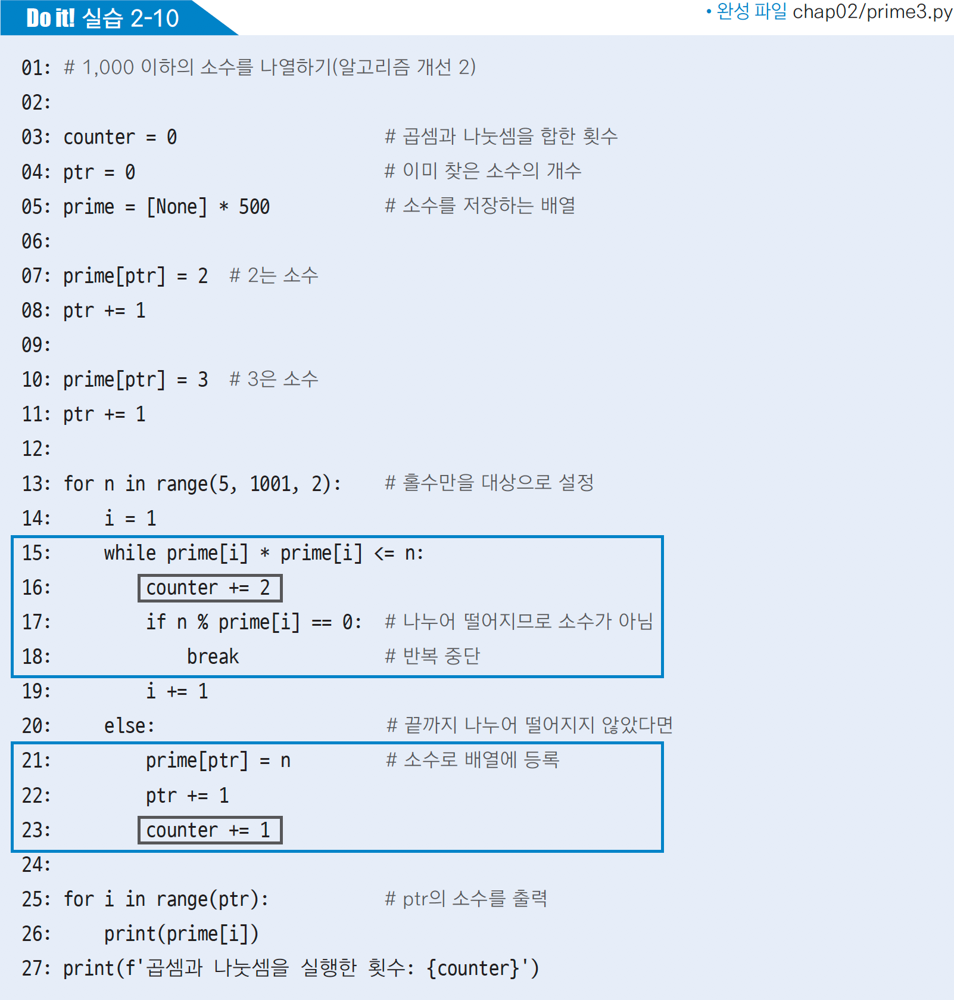 Do it! 실습 2-10
• 완성 파일 chap02/prime3.py
01: # 1,000 이하의 소수를 나열하기(알고리즘 개선 2)
02:
03: counter = 0 # 곱셈과 나눗셈을 합한 횟수
04: ptr = 0 # 이미 찾은 소수의 개수
05: prime = [None] * 500 # 소수를 저장하는 배열
06:
07: prime[ptr] = 2 # 2는 소수
08: ptr += 1
09:
10: prime[ptr] = 3 # 3은 소수
11: ptr += 1
12:
13: for n in range(5, 1001, 2): # 홀수만을 대상으로 설정
14:     i = 1
15:     while prime[i] * prime[i] <= n:
16:         counter += 2
17:         if n % prime[i] == 0: # 나누어 떨어지므로 소수가 아님
18:             break # 반복 중단
19:         i += 1
20:     else: # 끝까지 나누어 떨어지지 않았다면
21:         prime[ptr] = n # 소수로 배열에 등록
22:         ptr += 1
23:         counter += 1
24:
25: for i in range(ptr): # ptr의 소수를 출력
26:     print(prime[i])
27: print(f'곱셈과 나눗셈을 실행한 횟수: {counter}')